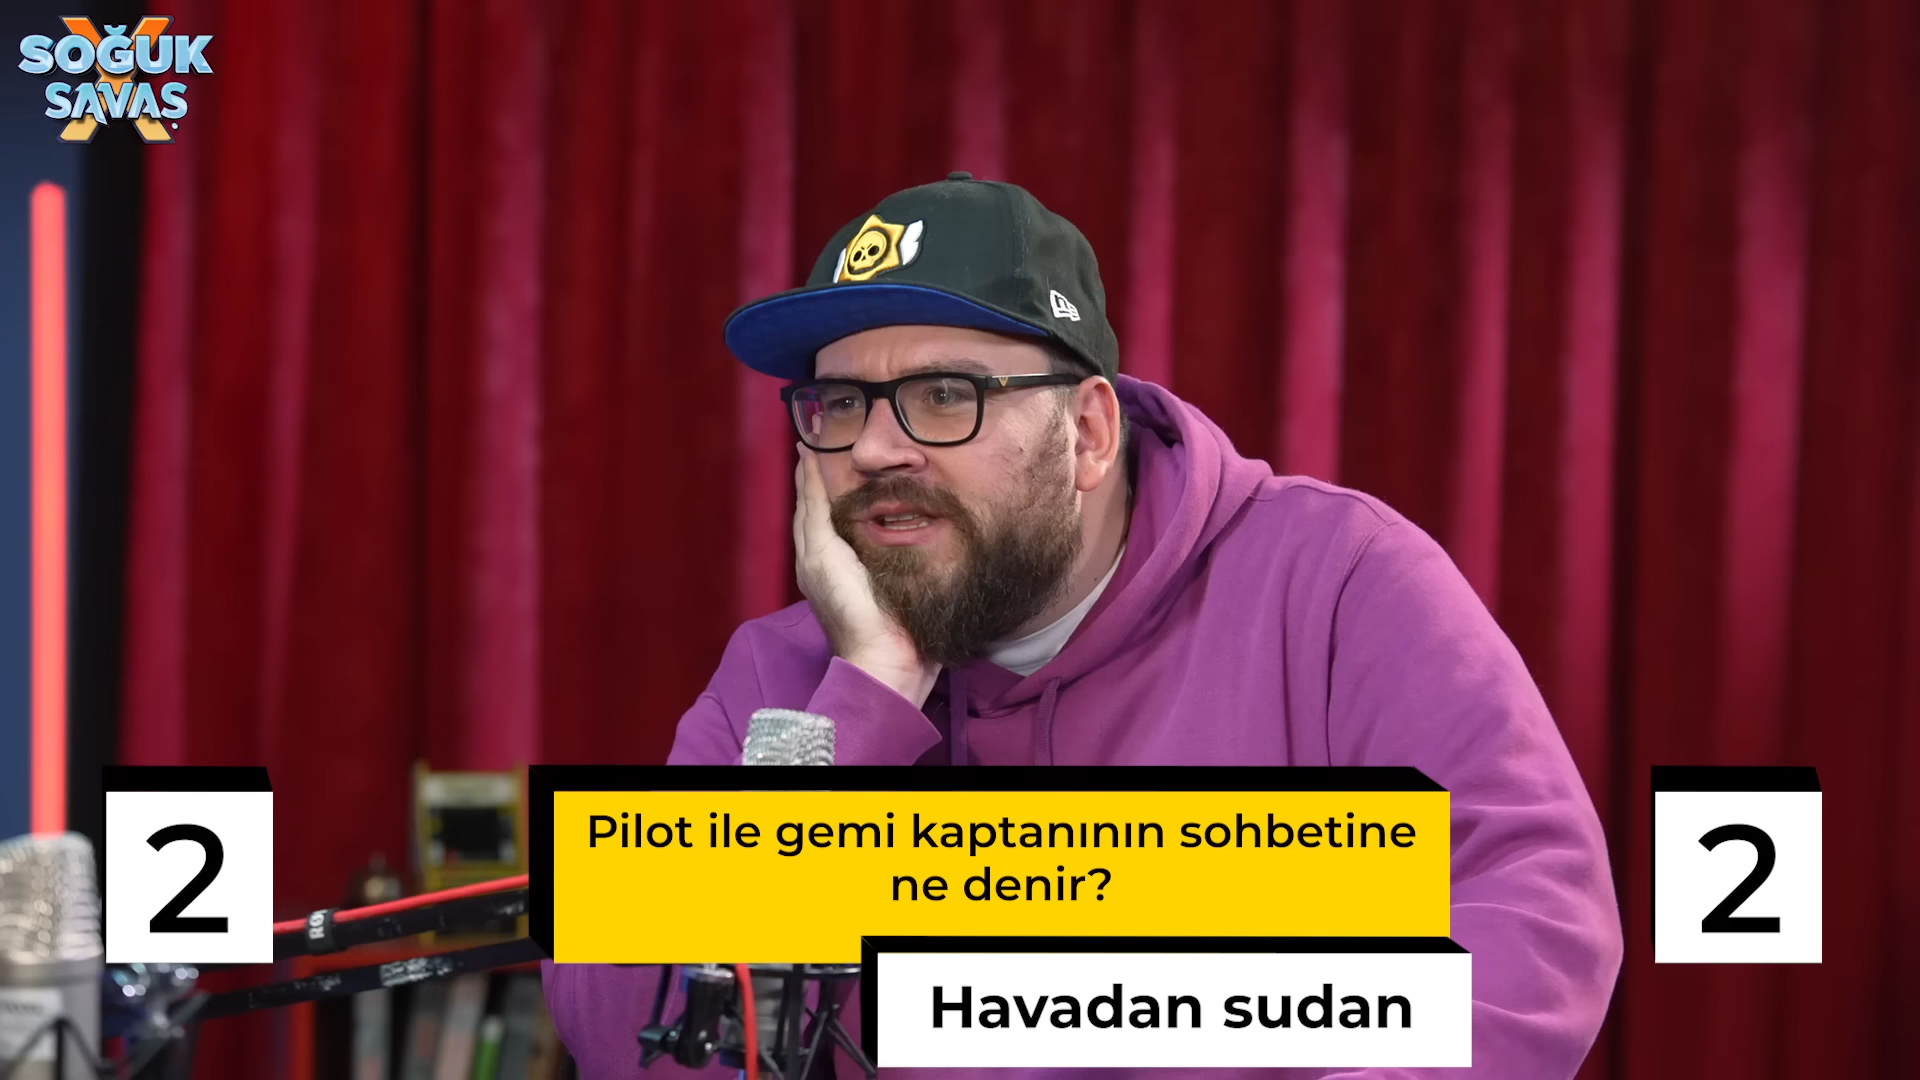 SOĞUK
SAVAŞ
2
Pilot ile gemi kaptanının sohbetine
ne denir?
2
Havadan sudan